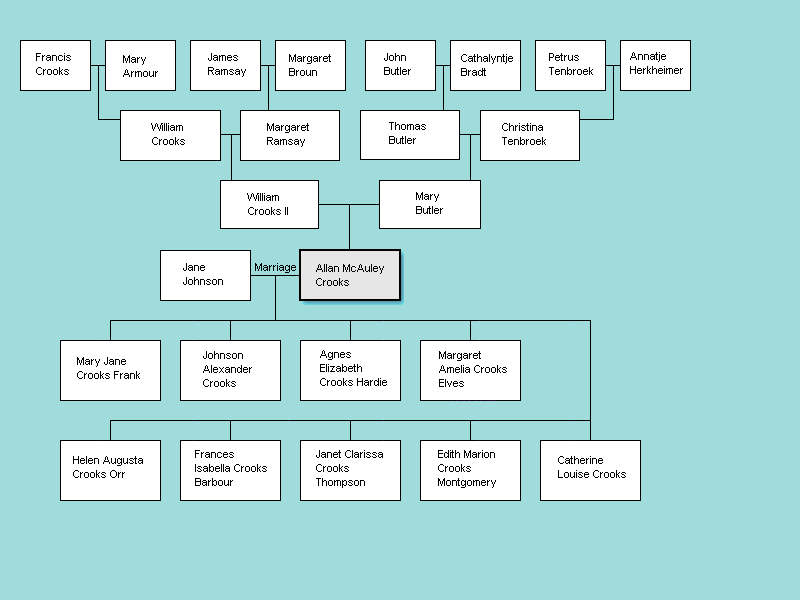 Francis
Crooks
Mary
Armour
James
Ramsay
Margaret
Broun
John
Butler
Cathalyntje
Bradt
Petrus
Tenbroek
Annatje
Herkheimer
William
Crooks
Margaret
Ramsay
Thomas
Butler
Christina
Tenbroek
William
Crooks II
Mary
Butler
Jane
Johnson
Marriage
Allan McAuley
Crooks
Mary Jane
Crooks Frank
Johnson
Alexander
Crooks
Agnes
Elizabeth
Crooks Hardie
Margaret
Amelia Crooks
Elves
Helen Augusta
Crooks Orr
Frances
Isabella Crooks
Barbour
Janet Clarissa
Crooks
Thompson
Edith Marion
Crooks
Montgomery
Catherine
Louise Crooks